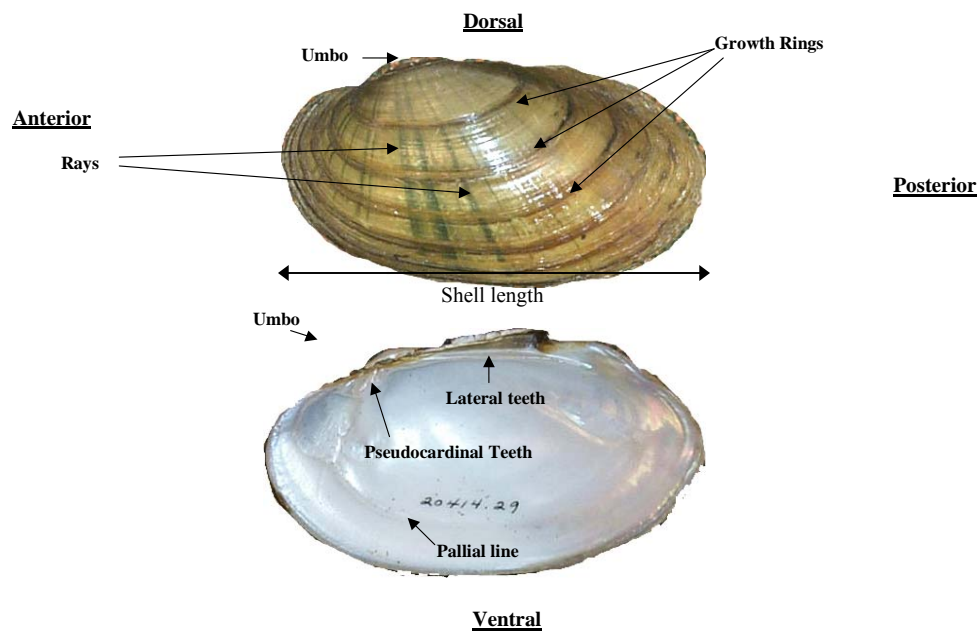 Dorsal
Umbo
Growth Rings
Anterior
Rays
Posterior
Shell length
Umbo
Lateral teeth
Pseudocardinal Teeth
20414.29
Pallial line
Ventral